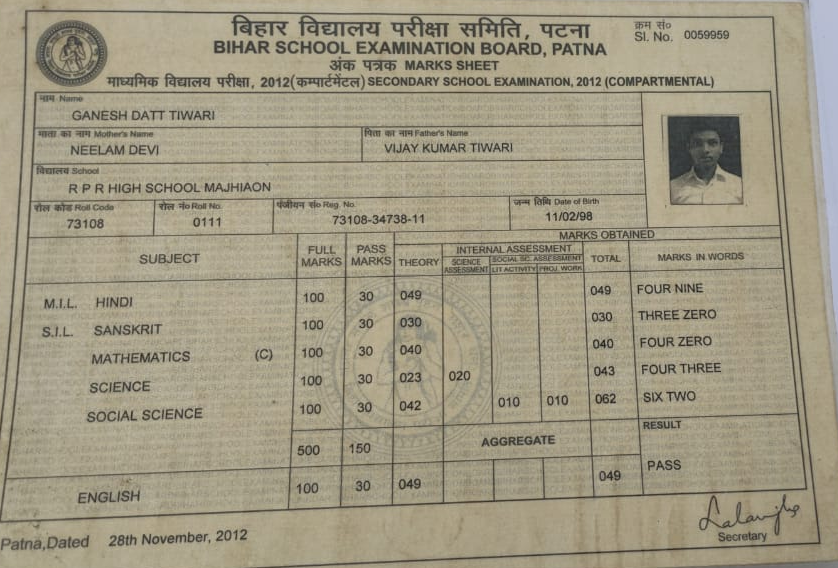 बिहार विद्यालय परीक्षा समिति, पटना
क्रम सं०
BIHAR SCHOOL EXAMINATION BOARD, PATNA
Sl. No. 0059959
अंक पत्रक MARKS SHEET
माध्यमिक विद्यालय परीक्षा, 2012(कम्पार्टमेंटल) SECONDARY SCHOOL EXAMINATION, 2012 (COMPARTMENTAL)
नाम Name
GANESH DATT TIWARI
माता का नाम Mother's Name पिता का नाम Father's Name
NEELAM DEVI VIJAY KUMAR TIWARI
विद्यालय School
R P R HIGH SCHOOL MAJHIAON
रोल कोड Roll Code रोल नं० Roll No. पंजीयन सं० Reg. No. जन्म तिथि Date of Birth
73108 0111 73108-34738-11 11/02/98
MARKS OBTAINED
SUBJECT FULL MARKS PASS MARKS THEORY INTERNAL ASSESSMENT TOTAL MARKS IN WORDS
SCIENCE ASSESSMENT SOCIAL SC. ASSESSMENT
LIT ACTIVITY PROJ. WORK
M.I.L. HINDI 100 30 049 049 FOUR NINE
S.I.L. SANSKRIT 100 30 030 030 THREE ZERO
MATHEMATICS (C) 100 30 040 040 FOUR ZERO
SCIENCE 100 30 023 020 043 FOUR THREE
SOCIAL SCIENCE 100 30 042 010 010 062 SIX TWO
500 150 AGGREGATE RESULT
PASS
ENGLISH 100 30 049 049
Patna,Dated 28th November, 2012
Secretary